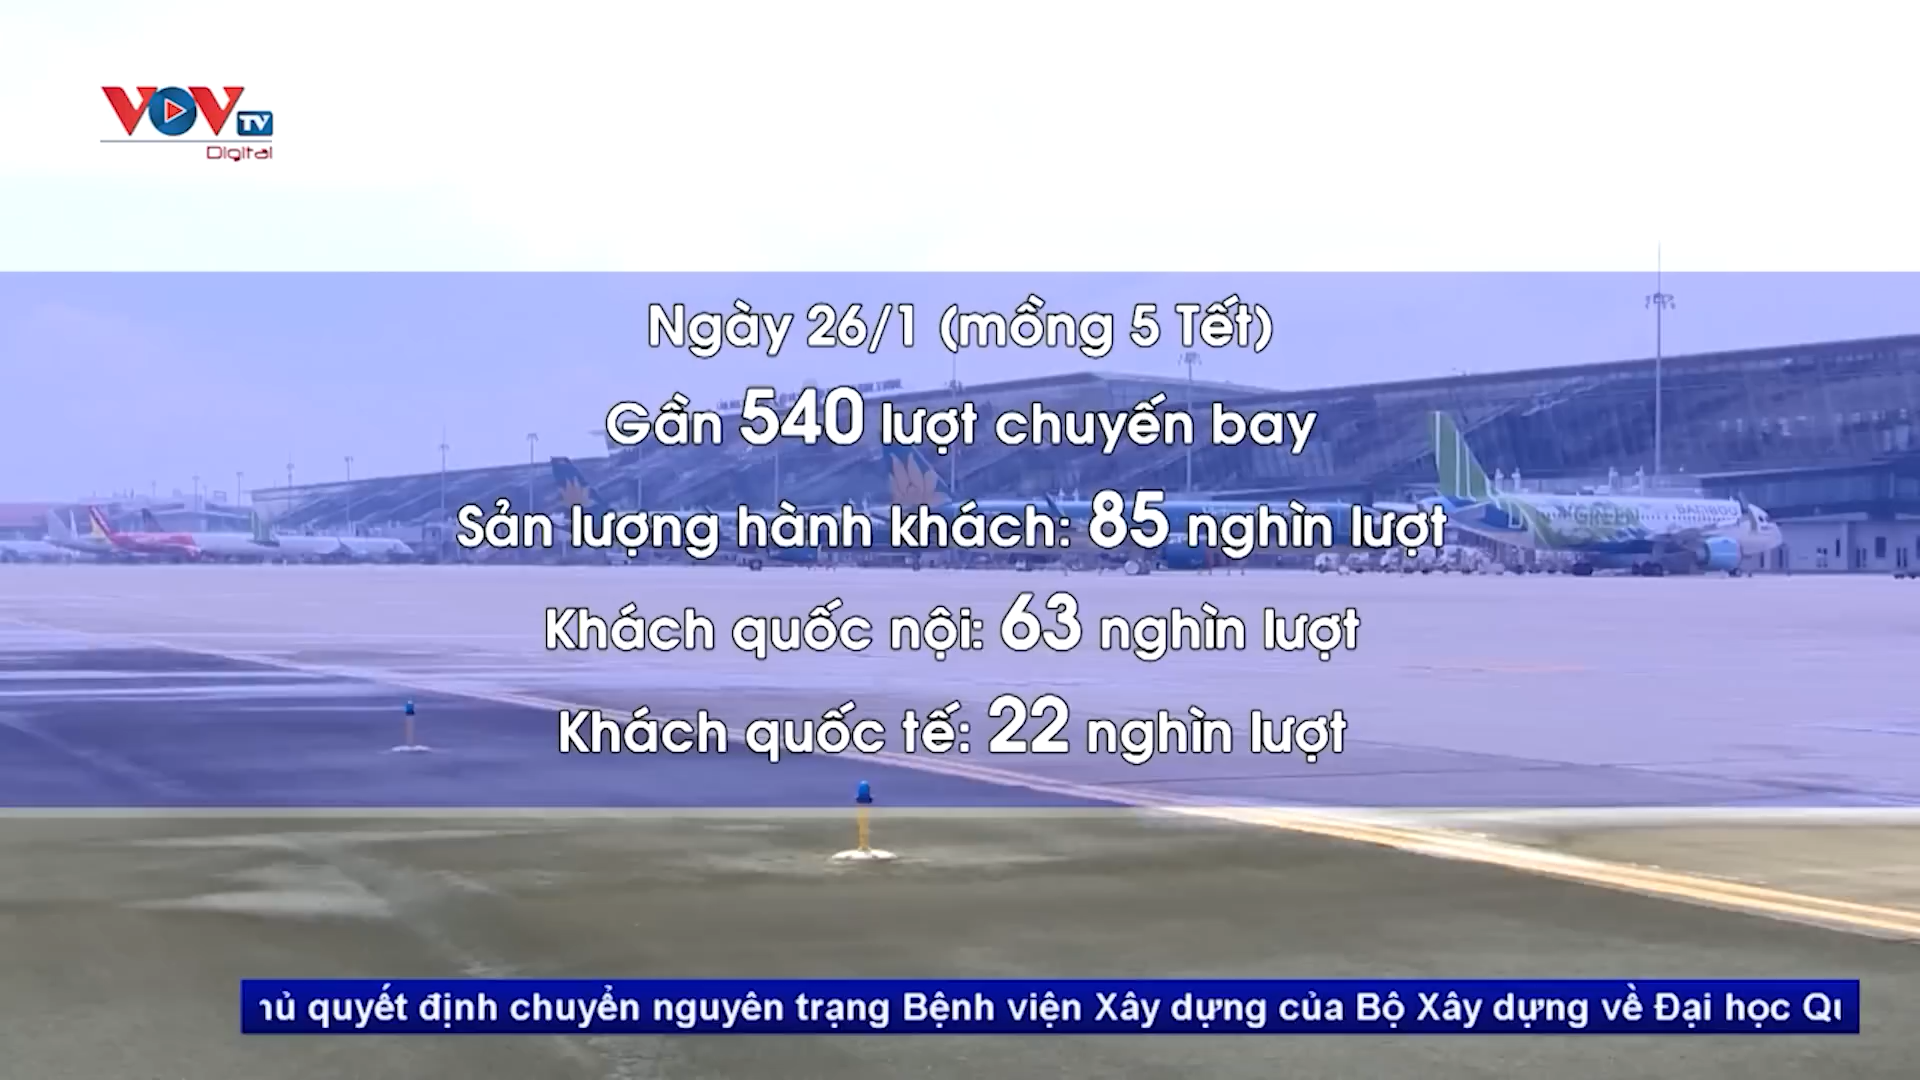 VOV TV
Digital
Ngày 26/1 (mồng 5 Tết)
Gần 540 lượt chuyến bay
Sản lượng hành khách: 85 nghìn lượt
Khách quốc nội: 63 nghìn lượt
Khách quốc tế: 22 nghìn lượt
GREEN
BAMBOO
quyết định chuyển nguyên trạng Bệnh viện Xây dựng của Bộ Xây dựng về Đại học